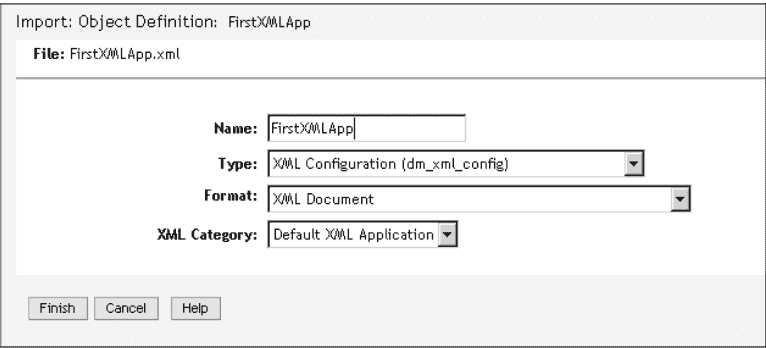 Import: Object Definition: FirstXMLApp
File: FirstXMLApp.xml
Name: FirstXMLApp
Type: XML Configuration (dm_xml_config)
Format: XML Document
XML Category: Default XML Application
Finish Cancel Help